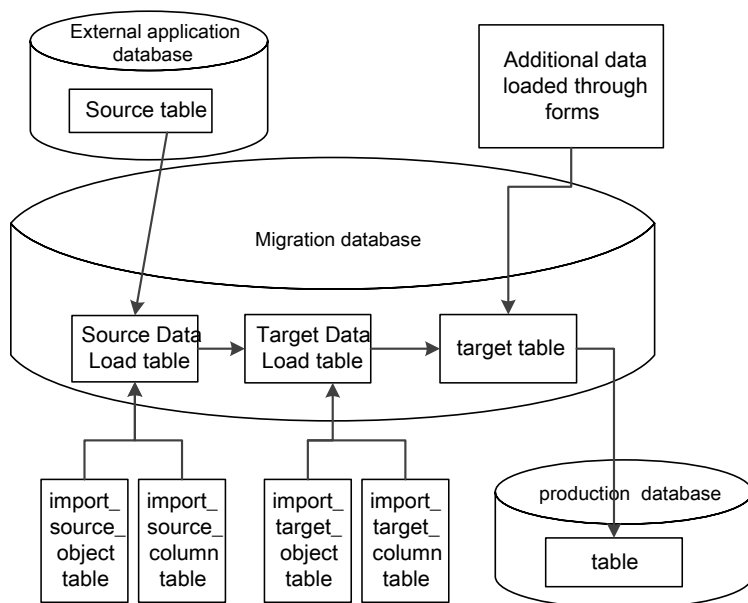 External application
database
Source table
Additional data
loaded through
forms
Migration database
Source Data
Load table
Target Data
Load table
target table
import_
source_
object
table
import_
source_
column
table
import_
target_
object
table
import_
target_
column
table
production database
table